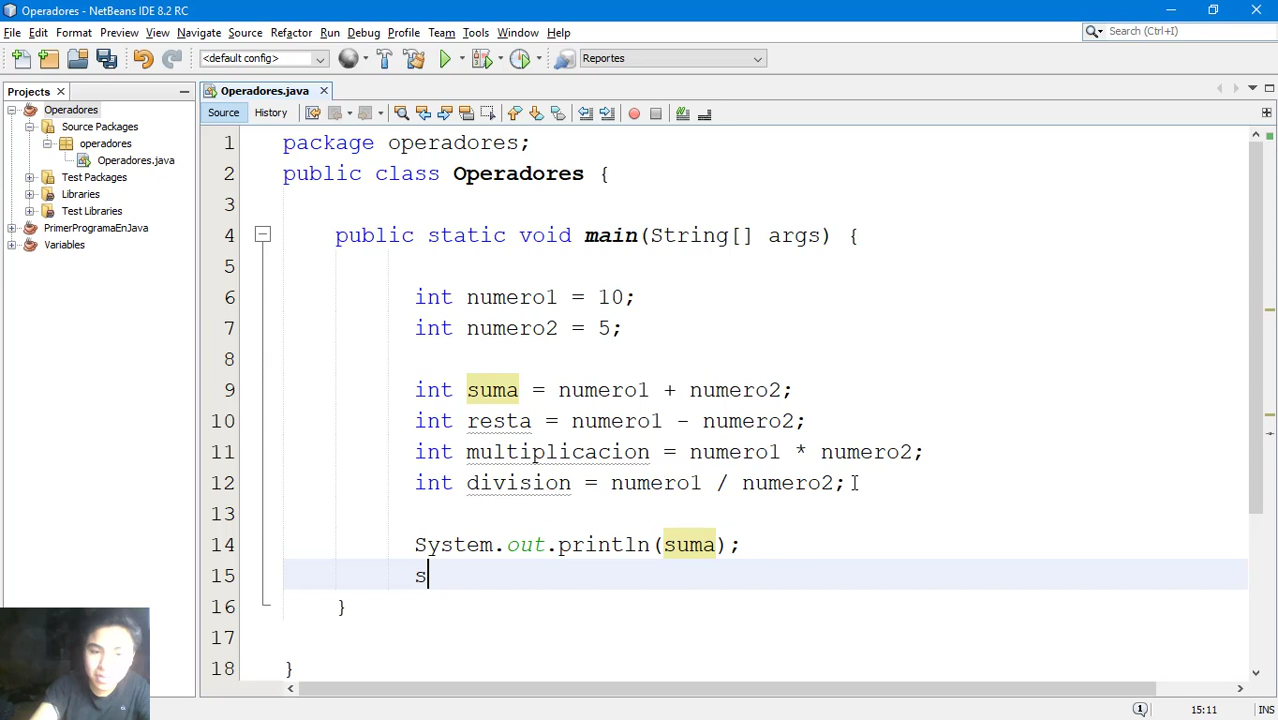 Operadores - NetBeans IDE 8.2 RC
File Edit Format Preview View Navigate Source Refactor Run Debug Profile Team Tools Window Help
Search (Ctrl+I)
<default config>
Reportes
Projects
Operadores.java
Source History
Operadores
Source Packages
operadores
Operadores.java
Test Packages
Libraries
Test Libraries
PrimerProgramaEnJava
Variables
1 package operadores;
2 public class Operadores {
3
4 public static void main(String[] args) {
5
6 int numero1 = 10;
7 int numero2 = 5;
8
9 int suma = numero1 + numero2;
10 int resta = numero1 - numero2;
11 int multiplicacion = numero1 * numero2;
12 int division = numero1 / numero2;
13
14 System.out.println(suma);
15 s
16 }
17
18 }
15:11 INS